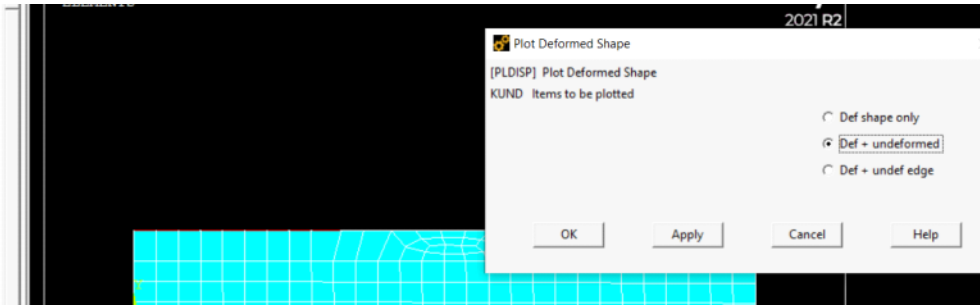 ELEMENTS
2021 R2
Plot Deformed Shape
[PLDISP] Plot Deformed Shape
KUND Items to be plotted
Def shape only
Def + undeformed
Def + undef edge
OK Apply Cancel Help